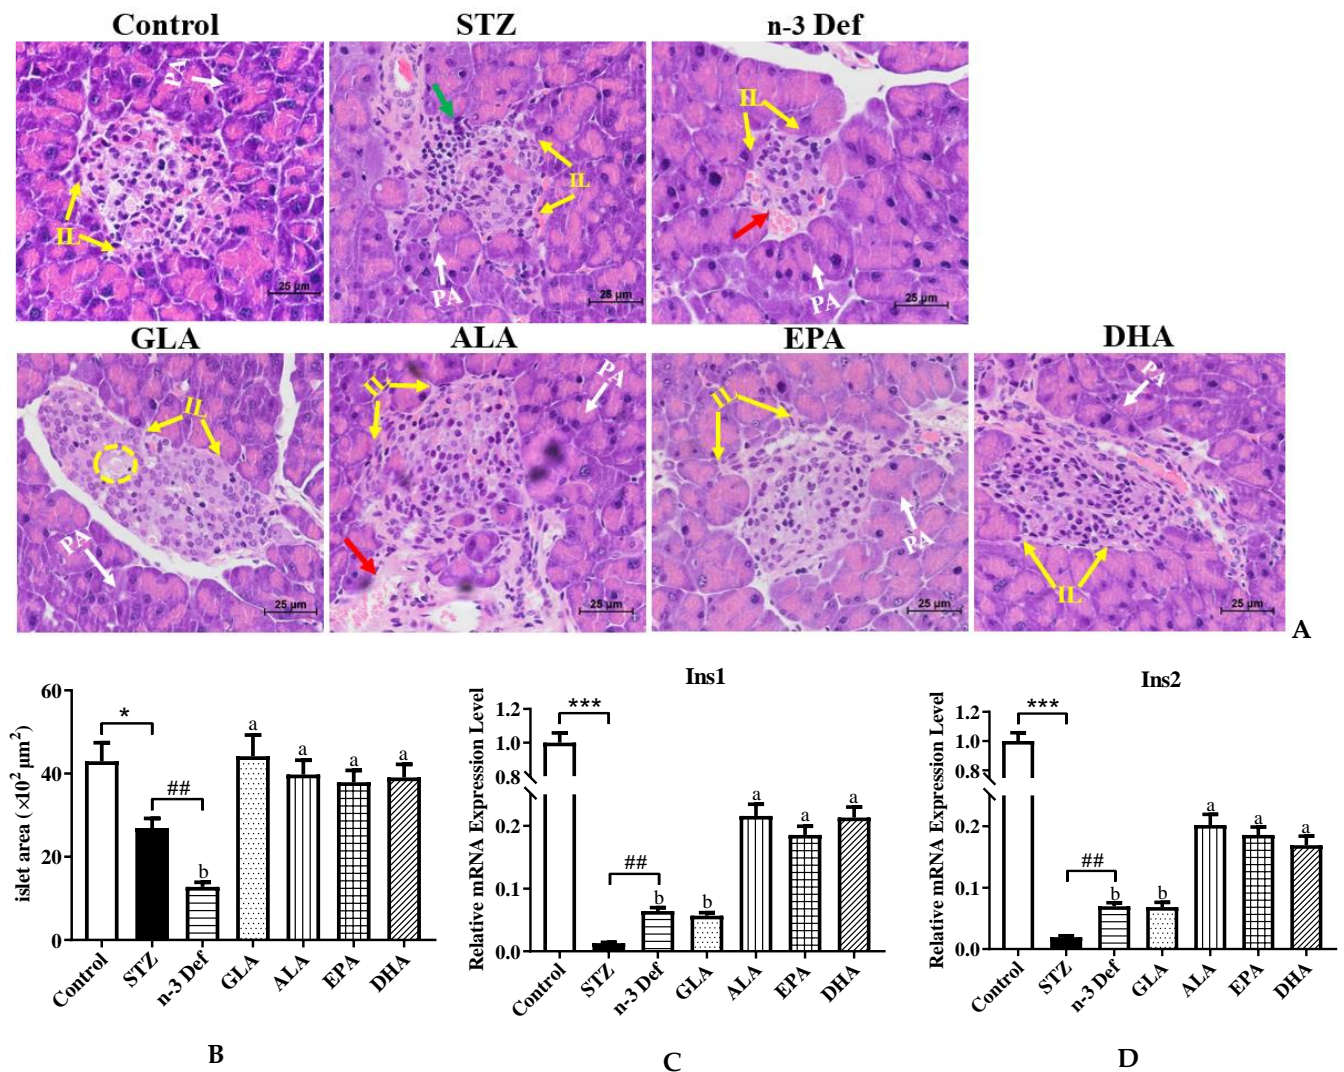 Control STZ n-3 Def
PA
IL
25 μm
IL
PA
25 μm
IL
PA
25 μm
GLA ALA EPA DHA
IL
PA
25 μm
IL
PA
25 μm
IL
PA
25 μm
PA
IL
25 μm
A
islet area (×10² μm²)
60
40
20
0
*
##
b
a
a
a
a
Control
STZ
n-3 Def
GLA
ALA
EPA
DHA
B
Ins1
Relative mRNA Expression Level
1.2
1.0
0.8
0.2
0.1
0.0
***
##
b
b
a
a
a
Control
STZ
n-3 Def
GLA
ALA
EPA
DHA
C
Ins2
Relative mRNA Expression Level
1.2
1.0
0.8
0.2
0.1
0.0
***
##
b
b
a
a
a
Control
STZ
n-3 Def
GLA
ALA
EPA
DHA
D